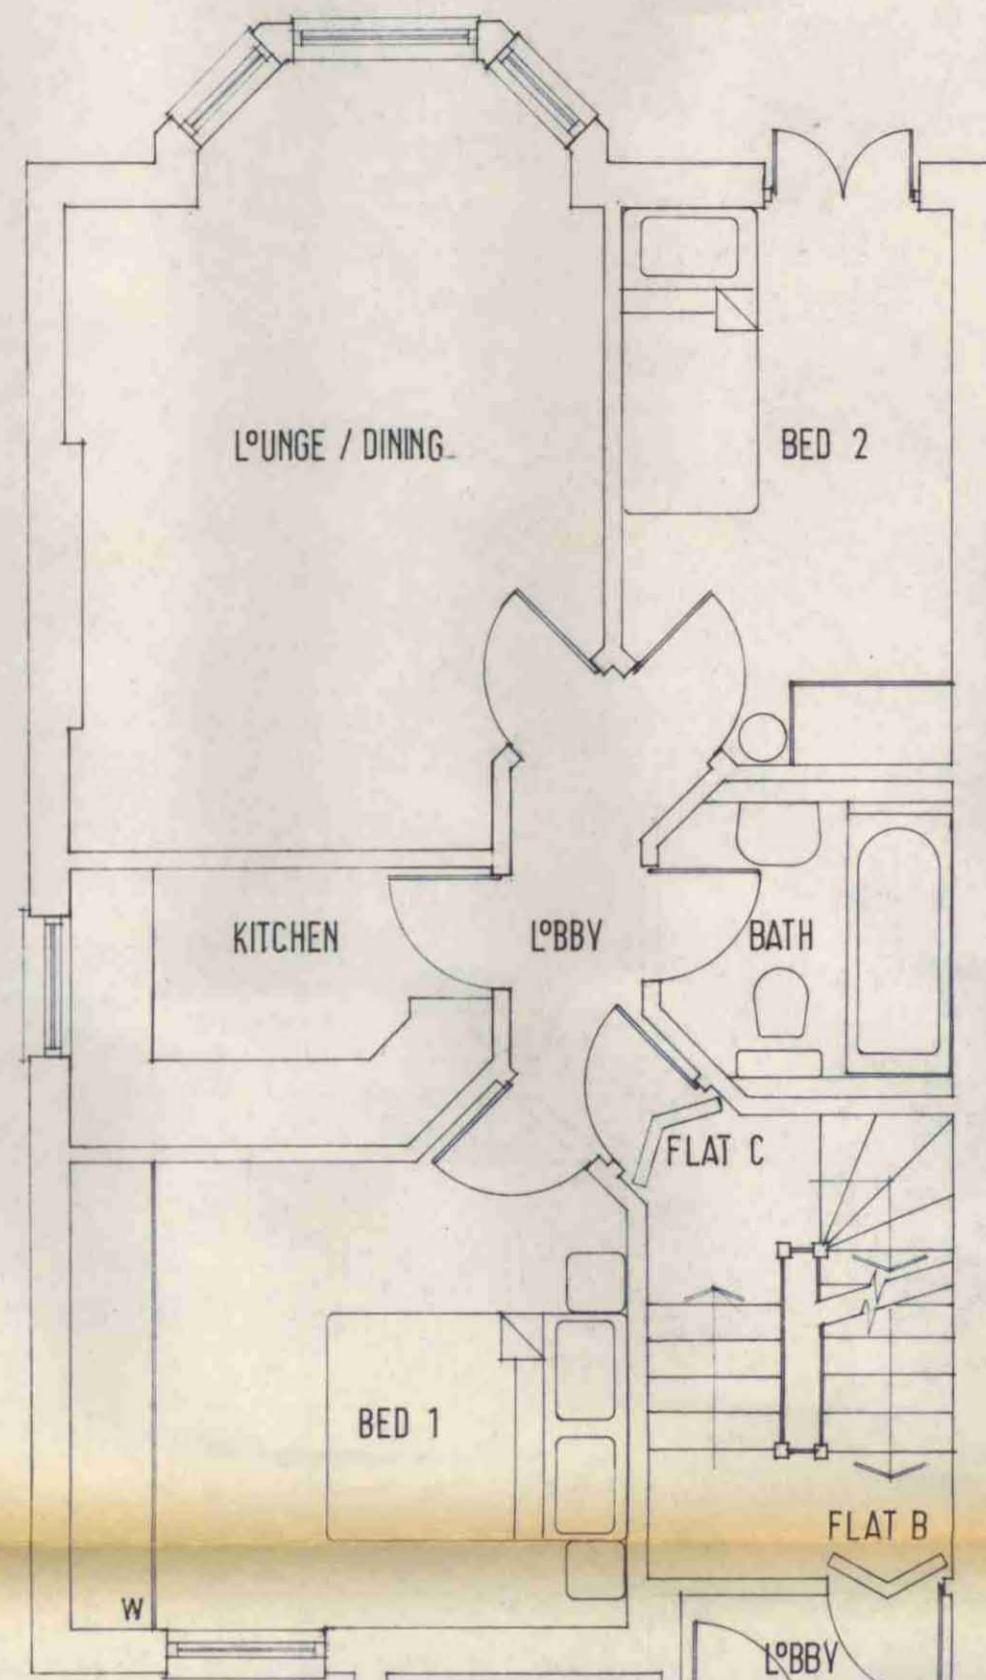 LOUNGE / DINING
BED 2
KITCHEN
LOBBY
BATH
FLAT C
BED 1
FLAT B
W
LOBBY